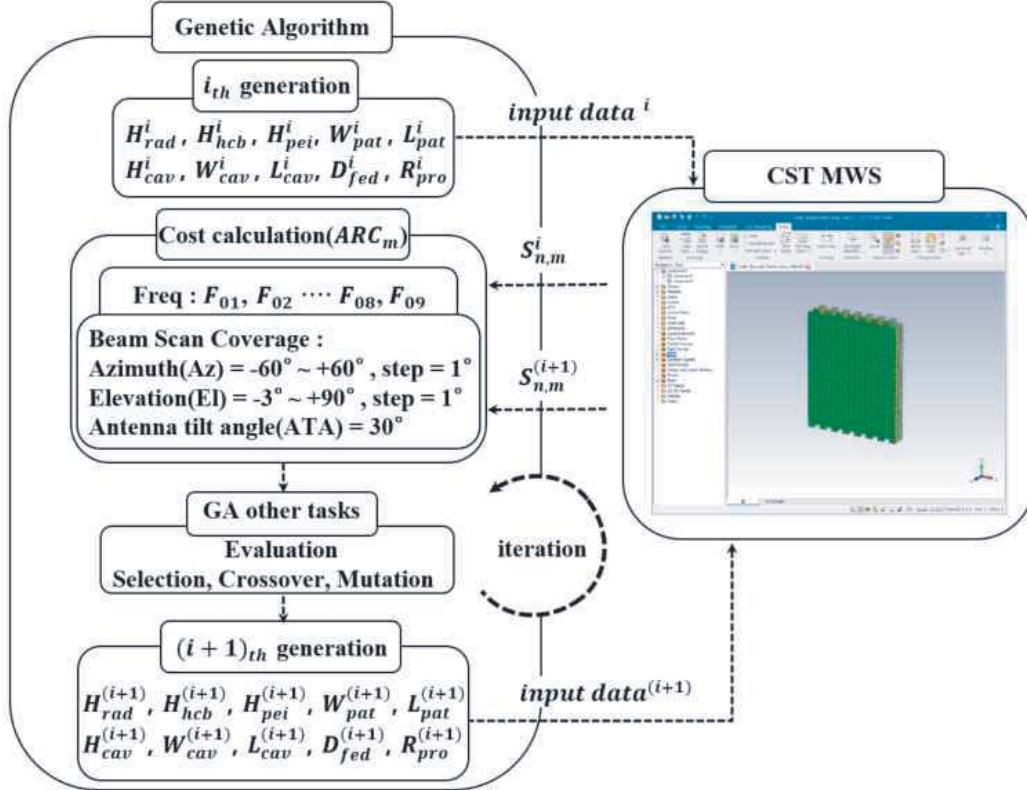 Genetic Algorithm
i_th generation
H^i_rad, H^i_hcb, H^i_pei, W^i_pat, L^i_pat
H^i_cav, W^i_cav, L^i_cav, D^i_fed, R^i_pro
input data^i
CST MWS
Cost calculation(ARC_m)
S^i_n,m
Freq : F_01, F_02 ···· F_08, F_09
Beam Scan Coverage :
Azimuth(Az) = -60° ~ +60° , step = 1°
Elevation(El) = -3° ~ +90° , step = 1°
Antenna tilt angle(ATA) = 30°
S^(i+1)_n,m
GA other tasks
Evaluation
Selection, Crossover, Mutation
iteration
(i + 1)_th generation
H^(i+1)_rad, H^(i+1)_hcb, H^(i+1)_pei, W^(i+1)_pat, L^(i+1)_pat
H^(i+1)_cav, W^(i+1)_cav, L^(i+1)_cav, D^(i+1)_fed, R^(i+1)_pro
input data^(i+1)